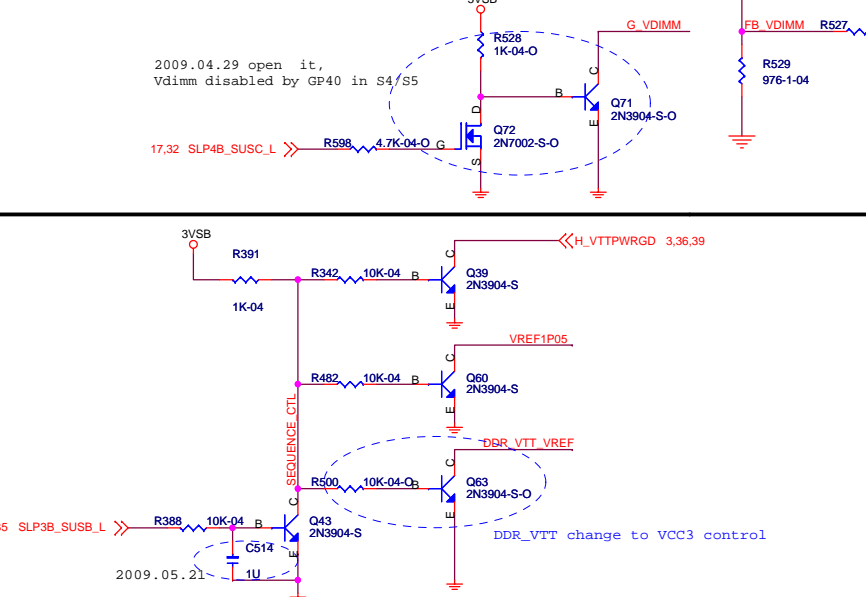 3VSB
G_VDIMM
FB_VDIMM
R527
R528
1K-04-O
2009.04.29 open it,
Vdimm disabled by GP40 in S4/S5
R529
976-1-04
D
B
C
E
Q71
2N3904-S-O
Q72
2N7002-S-O
17,32 SLP4B_SUSC_L
R598
4.7K-04-O
G
S
3VSB
R391
1K-04
R342
10K-04
B
C
E
Q39
2N3904-S
H_VTTPWRGD 3,36,39
VREF1P05
R482
10K-04
B
C
E
Q60
2N3904-S
SEQUENCE_CTL
DDR_VTT_VREF
R500
10K-04-O
B
C
E
Q63
2N3904-S-O
DDR_VTT change to VCC3 control
5 SLP3B_SUSB_L
R388
10K-04
B
C
E
Q43
2N3904-S
C514
1U
2009.05.21